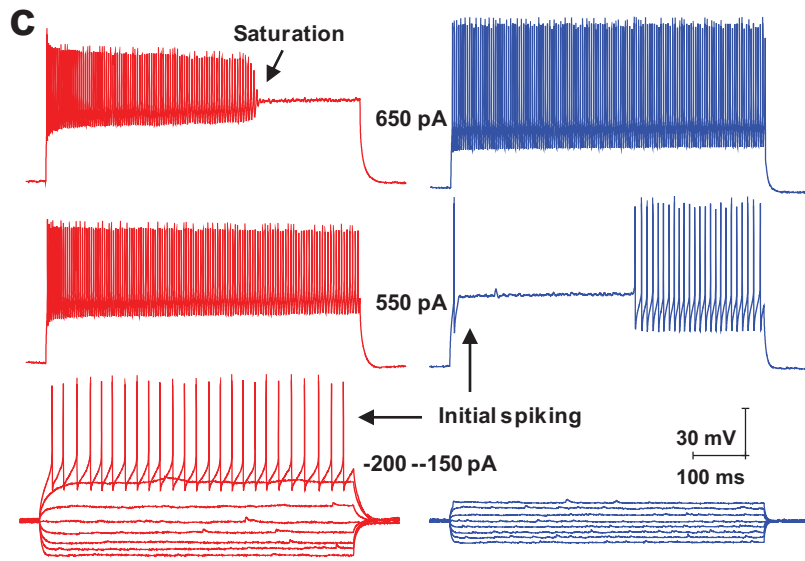 C
Saturation
650 pA
550 pA
Initial spiking
-200 --150 pA
30 mV
100 ms